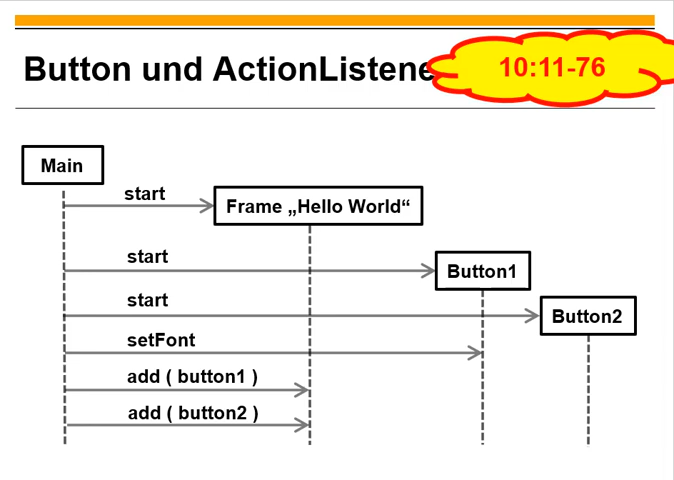 Button und ActionListene
10:11-76
Main
start
Frame „Hello World“
start
Button1
start
Button2
setFont
add ( button1 )
add ( button2 )